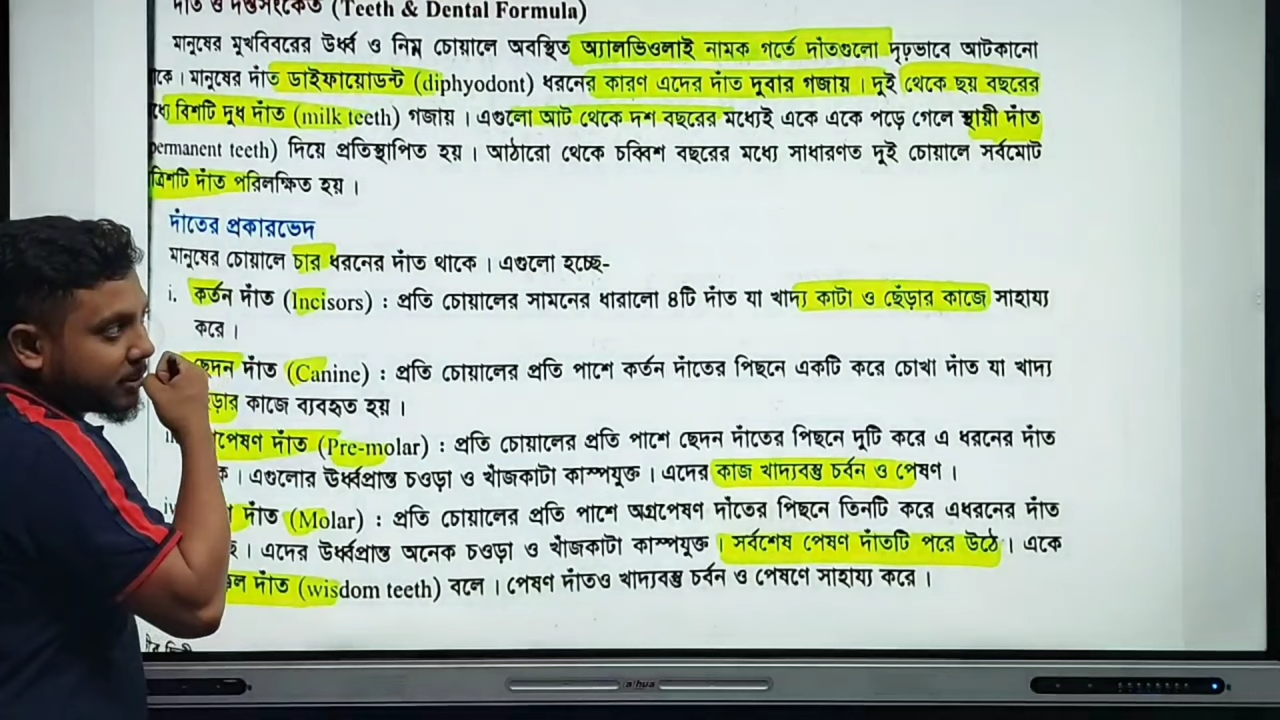 দাঁত ও দন্তসংকেত (Teeth & Dental Formula)
মানুষের মুখবিবরের উর্ধ্ব ও নিম্ন চোয়ালে অবস্থিত অ্যালভিওলাই নামক গর্তে দাঁতগুলো দৃঢ়ভাবে আটকানো
কে। মানুষের দাঁত ডাইফায়োডন্ট (diphyodont) ধরনের কারণ এদের দাঁত দুবার গজায়। দুই থেকে ছয় বছরের
ধ্যে বিশটি দুধ দাঁত (milk teeth) গজায়। এগুলো আট থেকে দশ বছরের মধ্যেই একে একে পড়ে গেলে স্থায়ী দাঁত
permanent teeth) দিয়ে প্রতিস্থাপিত হয়। আঠারো থেকে চব্বিশ বছরের মধ্যে সাধারণত দুই চোয়ালে সর্বমোট
ত্রিশটি দাঁত পরিলক্ষিত হয়।
দাঁতের প্রকারভেদ
মানুষের চোয়ালে চার ধরনের দাঁত থাকে। এগুলো হচ্ছে-
i. কর্তন দাঁত (Incisors) : প্রতি চোয়ালের সামনের ধারালো ৪টি দাঁত যা খাদ্য কাটা ও ছেঁড়ার কাজে সাহায্য
করে।
ছেদন দাঁত (Canine) : প্রতি চোয়ালের প্রতি পাশে কর্তন দাঁতের পিছনে একটি করে চোখা দাঁত যা খাদ্য
ড়ার কাজে ব্যবহৃত হয়।
পেষণ দাঁত (Pre-molar) : প্রতি চোয়ালের প্রতি পাশে ছেদন দাঁতের পিছনে দুটি করে এ ধরনের দাঁত
ক। এগুলোর উর্ধ্বপ্রান্ত চওড়া ও খাঁজকাটা কাস্পযুক্ত। এদের কাজ খাদ্যবস্তু চর্বন ও পেষণ।
দাঁত (Molar) : প্রতি চোয়ালের প্রতি পাশে অগ্রপেষণ দাঁতের পিছনে তিনটি করে এধরনের দাঁত
। এদের উর্ধ্বপ্রান্ত অনেক চওড়া ও খাঁজকাটা কাস্পযুক্ত। সর্বশেষ পেষণ দাঁতটি পরে উঠে। একে
ল দাঁত (wisdom teeth) বলে। পেষণ দাঁতও খাদ্যবস্তু চর্বন ও পেষণে সাহায্য করে।
alhua